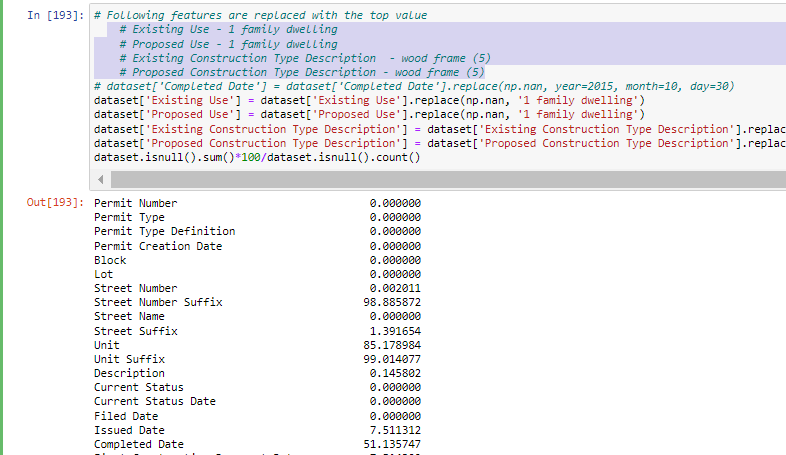 In [193]: # Following features are replaced with the top value
# Existing Use - 1 family dwelling
# Proposed Use - 1 family dwelling
# Existing Construction Type Description - wood frame (5)
# Proposed Construction Type Description - wood frame (5)
# dataset['Completed Date'] = dataset['Completed Date'].replace(np.nan, year=2015, month=10, day=30)
dataset['Existing Use'] = dataset['Existing Use'].replace(np.nan, '1 family dwelling')
dataset['Proposed Use'] = dataset['Proposed Use'].replace(np.nan, '1 family dwelling')
dataset['Existing Construction Type Description'] = dataset['Existing Construction Type Description'].replac
dataset['Proposed Construction Type Description'] = dataset['Proposed Construction Type Description'].replac
dataset.isnull().sum()*100/dataset.isnull().count()
Out[193]: Permit Number 0.000000
Permit Type 0.000000
Permit Type Definition 0.000000
Permit Creation Date 0.000000
Block 0.000000
Lot 0.000000
Street Number 0.002011
Street Number Suffix 98.885872
Street Name 0.000000
Street Suffix 1.391654
Unit 85.178984
Unit Suffix 99.014077
Description 0.145802
Current Status 0.000000
Current Status Date 0.000000
Filed Date 0.000000
Issued Date 7.511312
Completed Date 51.135747